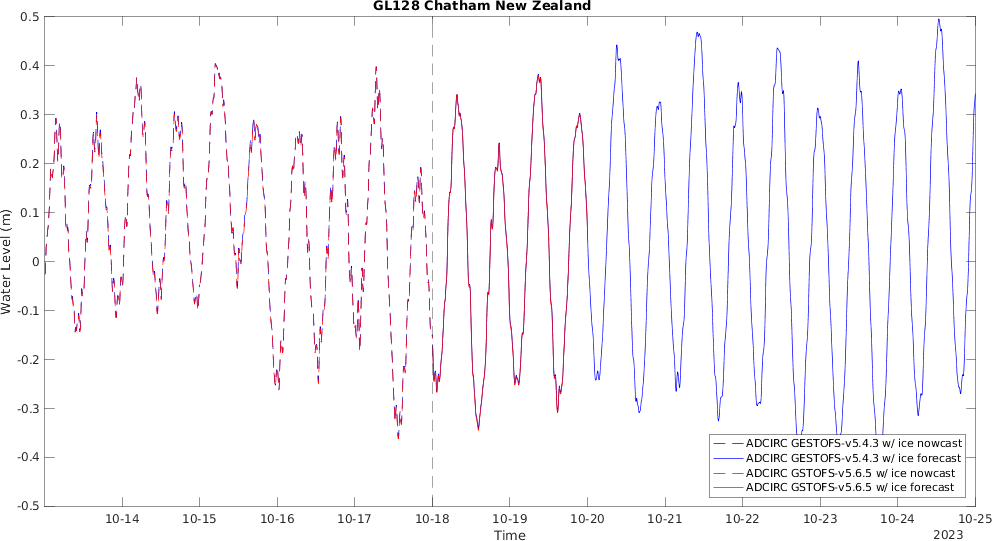 GL128 Chatham New Zealand
0.5
0.4
0.3
0.2
0.1
0
-0.1
-0.2
-0.3
-0.4
-0.5
Water Level (m)
ADCIRC GESTOFS-v5.4.3 w/ ice nowcast
ADCIRC GESTOFS-v5.4.3 w/ ice forecast
ADCIRC GSTOFS-v5.6.5 w/ ice nowcast
ADCIRC GSTOFS-v5.6.5 w/ ice forecast
10-14 10-15 10-16 10-17 10-18 10-19 10-20 10-21 10-22 10-23 10-24 10-25
Time
2023